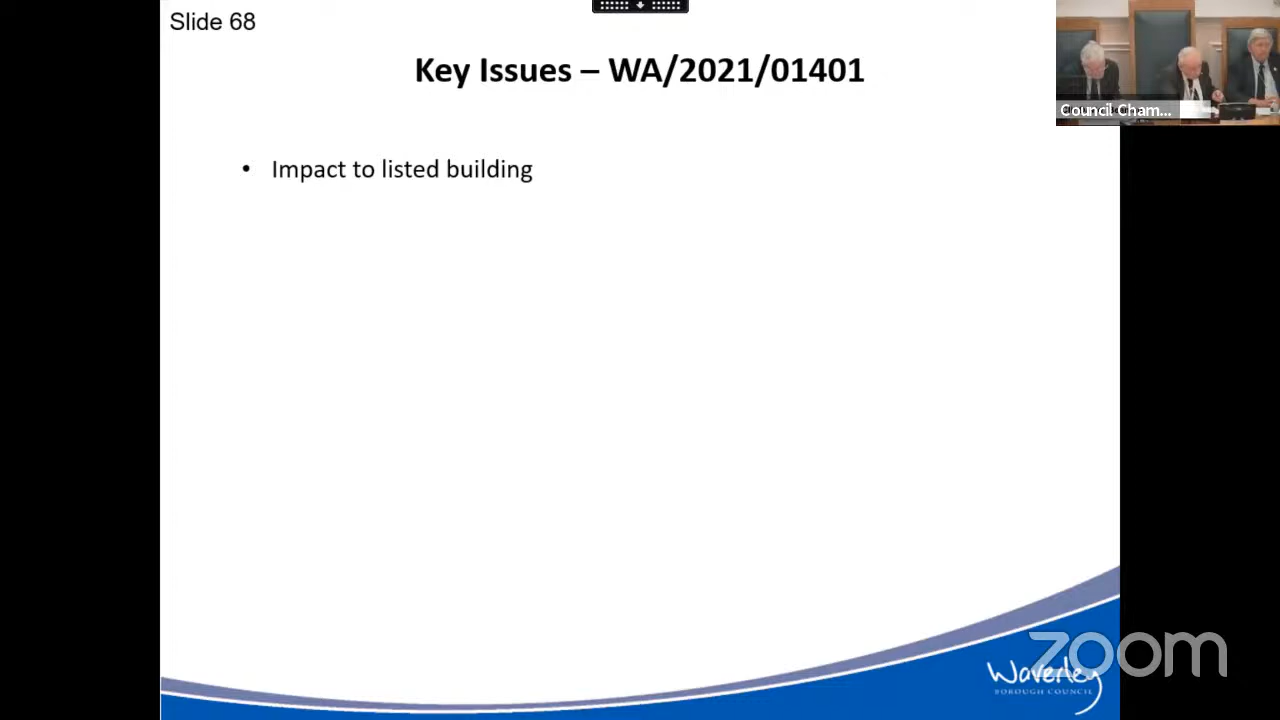 Slide 68
Key Issues – WA/2021/01401
• Impact to listed building
Council Cham...
zoom
Waverley
BOROUGH COUNCIL